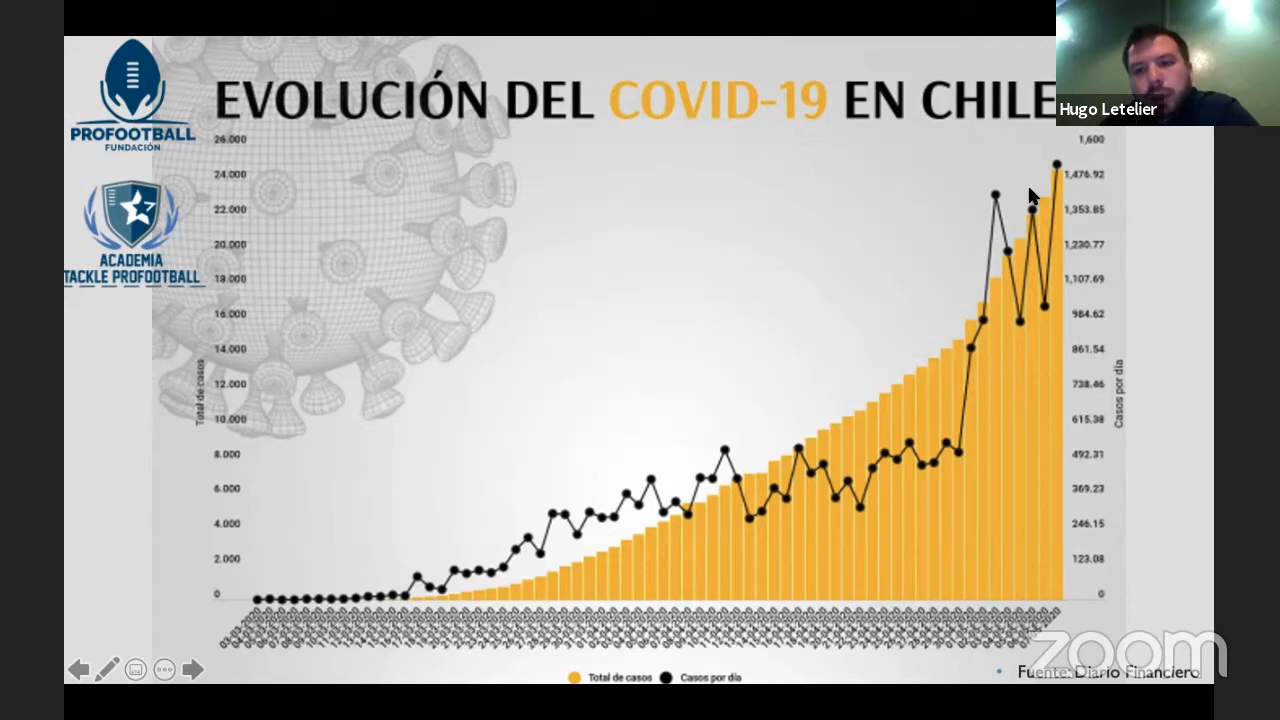 EVOLUCIÓN DEL COVID-19 EN CHILE
Hugo Letelier
PROFOOTBALL
FUNDACIÓN
ACADEMIA
TACKLE PROFOOTBALL
26.000
24.000
22.000
20.000
19.000
16.000
14.000
12.000
10.000
8.000
6.000
4.000
2.000
0
Total de casos
1,600
1,476.92
1,353.85
1,230.77
1,107.69
984.62
861.54
738.46
615.38
492.31
369.23
246.15
123.08
0
Casos por día
Total de casos
Casos por día
zoom
Fuente: Diario Financiero